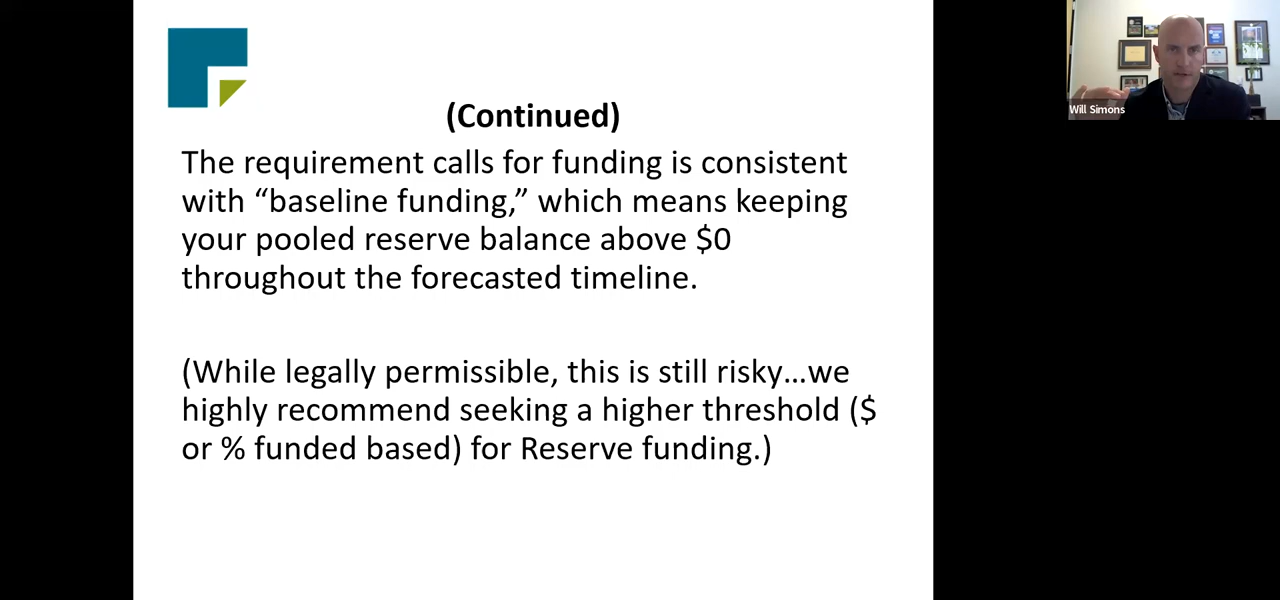 (Continued)
The requirement calls for funding is consistent
with “baseline funding,” which means keeping
your pooled reserve balance above $0
throughout the forecasted timeline.
(While legally permissible, this is still risky…we
highly recommend seeking a higher threshold ($
or % funded based) for Reserve funding.)
Will Simons